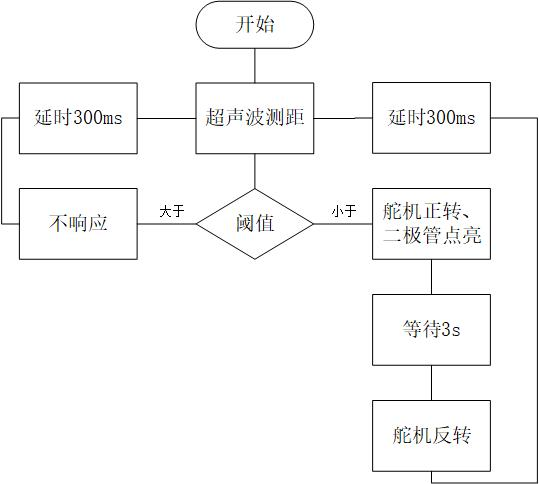 开始
延时300ms
超声波测距
延时300ms
不响应
大于
阈值
小于
舵机正转、
二极管点亮
等待3s
舵机反转